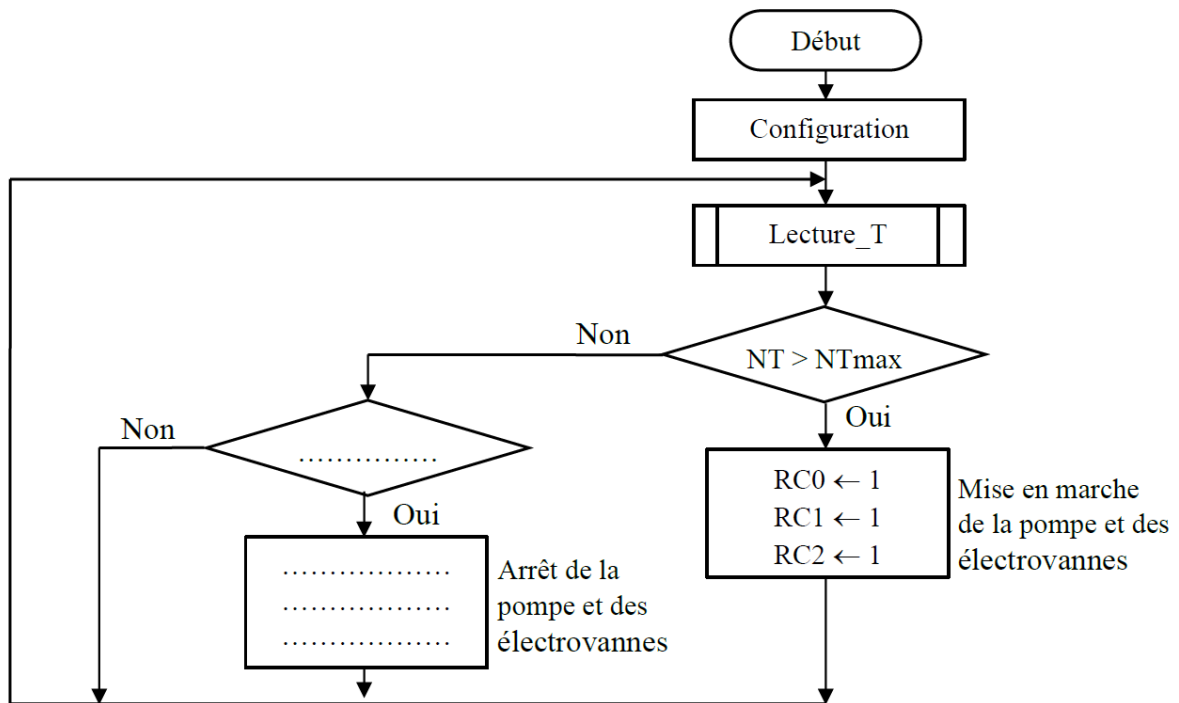 Début
Configuration
Lecture_T
Non
NT > NTmax
Oui
Non
……………
Oui
RC0 ← 1
RC1 ← 1
RC2 ← 1
Mise en marche
de la pompe et des
électrovannes
………………
………………
………………
Arrêt de la
pompe et des
électrovannes